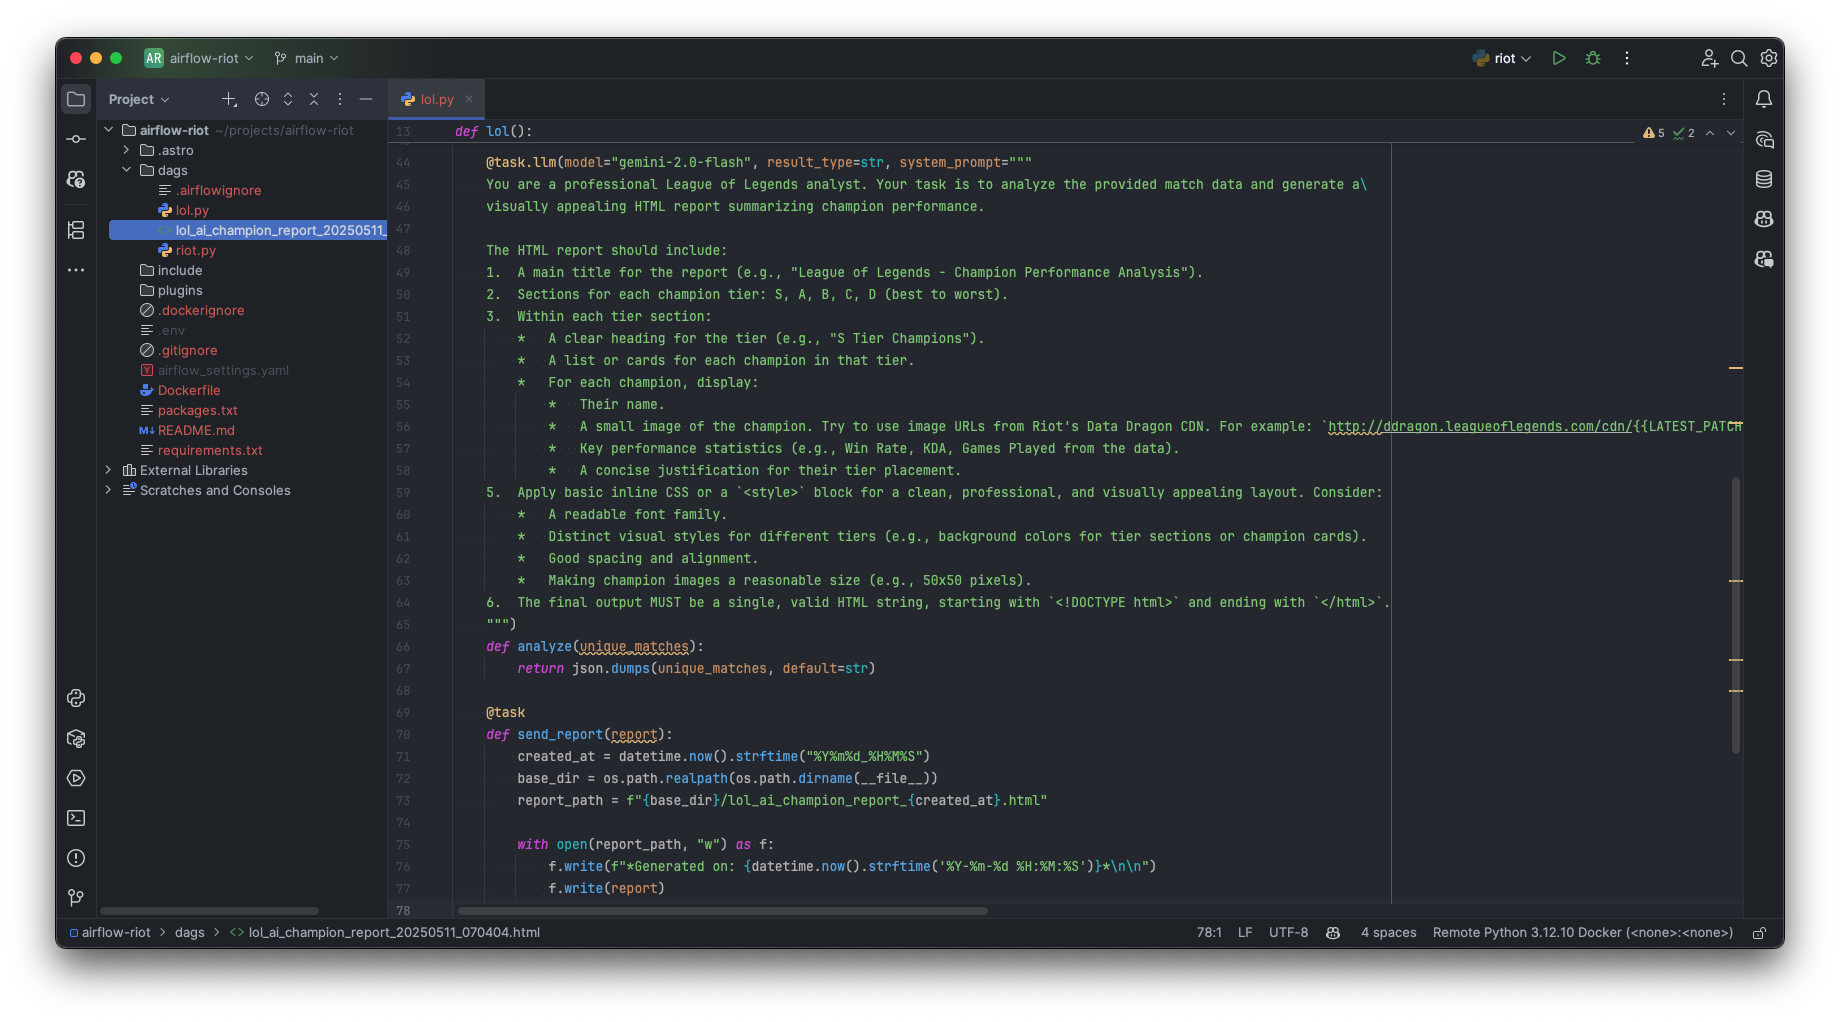 AR airflow-riot main riot
Project lol.py
airflow-riot ~/projects/airflow-riot
.astro
dags
.airflowignore
lol.py
lol_ai_champion_report_20250511_
riot.py
include
plugins
.dockerignore
.env
.gitignore
airflow_settings.yaml
Dockerfile
packages.txt
README.md
requirements.txt
External Libraries
Scratches and Consoles
13 def lol(): 5 2
44 @task.llm(model="gemini-2.0-flash", result_type=str, system_prompt="""
45 You are a professional League of Legends analyst. Your task is to analyze the provided match data and generate a\
46 visually appealing HTML report summarizing champion performance.
47
48 The HTML report should include:
49 1. A main title for the report (e.g., "League of Legends - Champion Performance Analysis").
50 2. Sections for each champion tier: S, A, B, C, D (best to worst).
51 3. Within each tier section:
52 * A clear heading for the tier (e.g., "S Tier Champions").
53 * A list or cards for each champion in that tier.
54 * For each champion, display:
55 * Their name.
56 * A small image of the champion. Try to use image URLs from Riot's Data Dragon CDN. For example: `http://ddragon.leagueoflegends.com/cdn/{{LATEST_PATCH
57 * Key performance statistics (e.g., Win Rate, KDA, Games Played from the data).
58 * A concise justification for their tier placement.
59 5. Apply basic inline CSS or a `<style>` block for a clean, professional, and visually appealing layout. Consider:
60 * A readable font family.
61 * Distinct visual styles for different tiers (e.g., background colors for tier sections or champion cards).
62 * Good spacing and alignment.
63 * Making champion images a reasonable size (e.g., 50x50 pixels).
64 6. The final output MUST be a single, valid HTML string, starting with `<!DOCTYPE html>` and ending with `</html>`.
65 """)
66 def analyze(unique_matches):
67 return json.dumps(unique_matches, default=str)
68
69 @task
70 def send_report(report):
71 created_at = datetime.now().strftime("%Y%m%d_%H%M%S")
72 base_dir = os.path.realpath(os.path.dirname(__file__))
73 report_path = f"{base_dir}/lol_ai_champion_report_{created_at}.html"
74
75 with open(report_path, "w") as f:
76 f.write(f"*Generated on: {datetime.now().strftime('%Y-%m-%d %H:%M:%S')}*\n\n")
77 f.write(report)
78
airflow-riot > dags > lol_ai_champion_report_20250511_070404.html 78:1 LF UTF-8 4 spaces Remote Python 3.12.10 Docker (<none>:<none>)